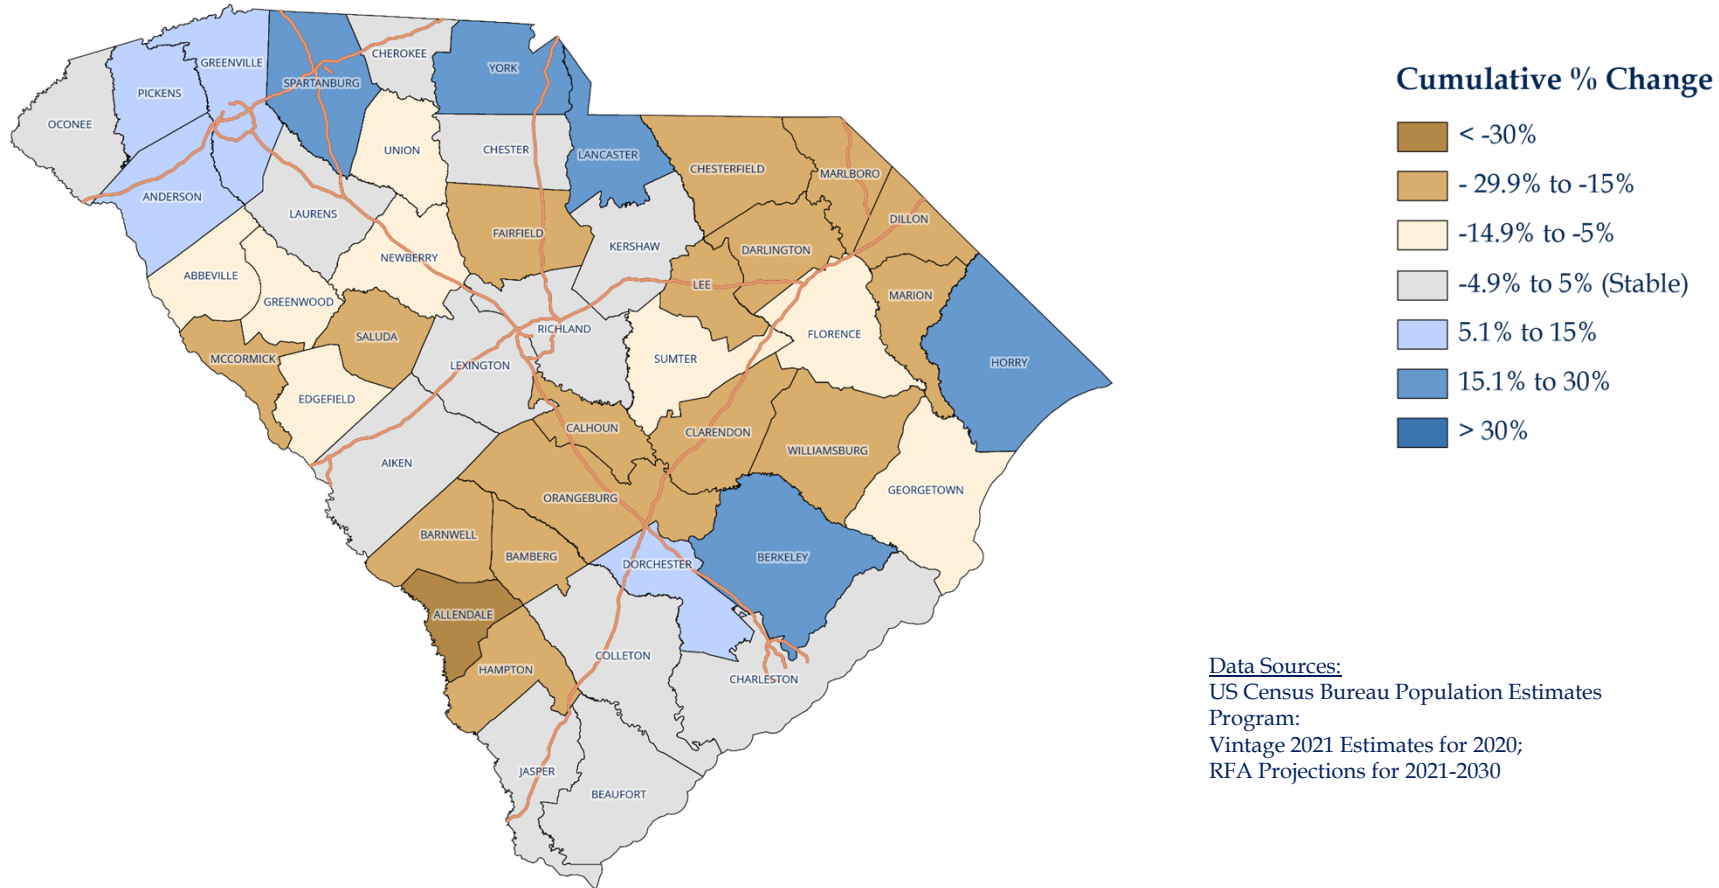 Cumulative % Change
< -30%
- 29.9% to -15%
-14.9% to -5%
-4.9% to 5% (Stable)
5.1% to 15%
15.1% to 30%
> 30%
CHEROKEE
GREENVILLE
YORK
SPARTANBURG
PICKENS
OCONEE
UNION
CHESTER
LANCASTER
CHESTERFIELD
MARLBORO
ANDERSON
LAURENS
DILLON
FAIRFIELD
KERSHAW
DARLINGTON
NEWBERRY
ABBEVILLE
LEE
MARION
GREENWOOD
RICHLAND
FLORENCE
SALUDA
MCCORMICK
SUMTER
HORRY
LEXINGTON
EDGEFIELD
CALHOUN
CLARENDON
WILLIAMSBURG
AIKEN
GEORGETOWN
ORANGEBURG
BARNWELL
BAMBERG
BERKELEY
DORCHESTER
ALLENDALE
COLLETON
HAMPTON
CHARLESTON
JASPER
BEAUFORT
Data Sources:
US Census Bureau Population Estimates
Program:
Vintage 2021 Estimates for 2020;
RFA Projections for 2021-2030